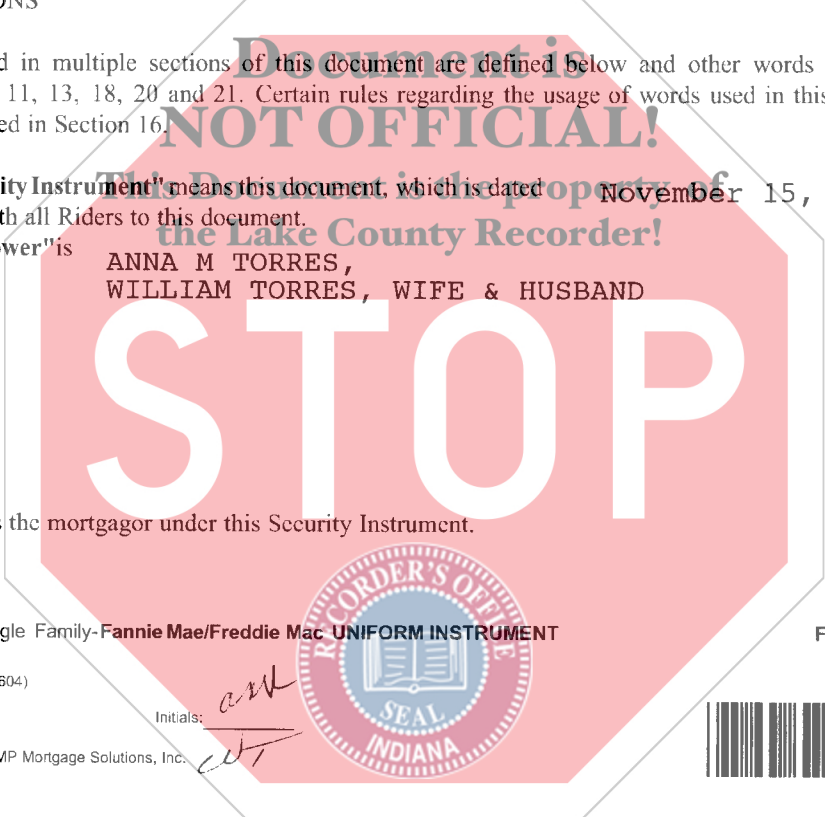 ONS
Document is
d in multiple sections of this document are defined below and other words
11, 13, 18, 20 and 21. Certain rules regarding the usage of words used in this
ed in Section 16.
NOT OFFICIAL!
This Document is the property of
the Lake County Recorder!
ity Instrument" means this document, which is dated November 15,
th all Riders to this document.
wer" is
ANNA M TORRES,
WILLIAM TORRES, WIFE & HUSBAND
STOP
s the mortgagor under this Security Instrument.
RECORDER'S OFFICE
SEAL
INDIANA
gle Family-Fannie Mae/Freddie Mac UNIFORM INSTRUMENT
F
604)
Initials:
MP Mortgage Solutions, Inc.